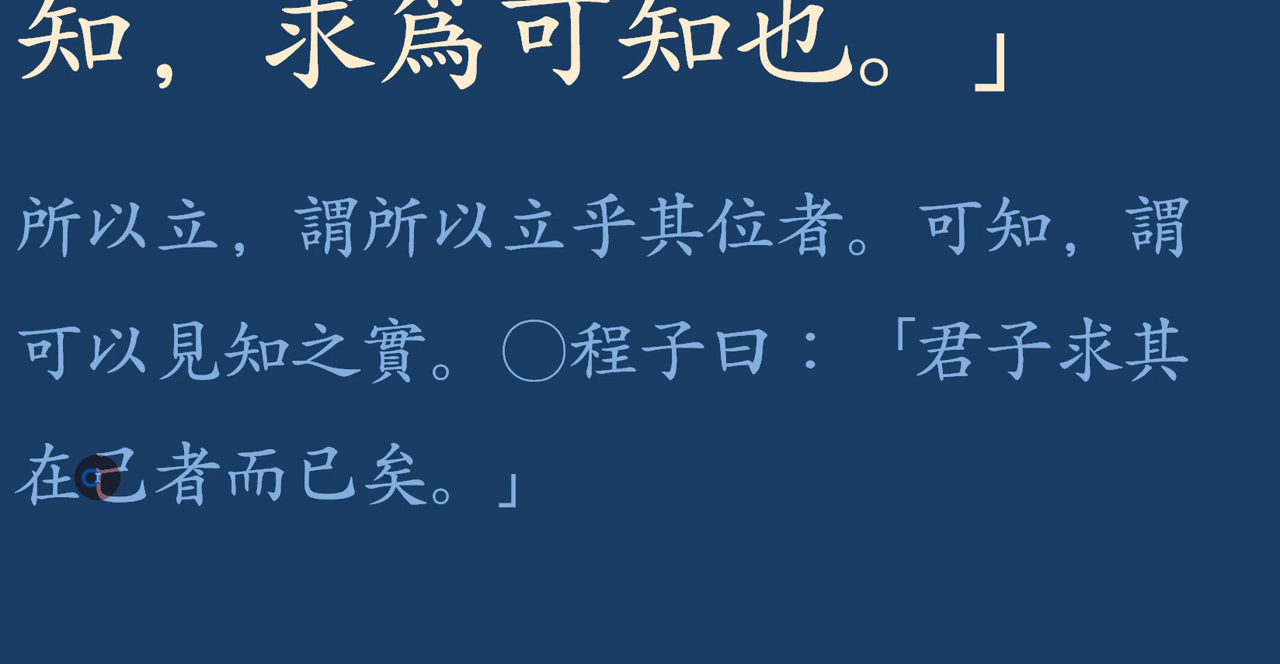 知，求爲可知也。」
所以立，謂所以立乎其位者。可知，謂
可以見知之實。◯程子曰：「君子求其
在己者而已矣。」